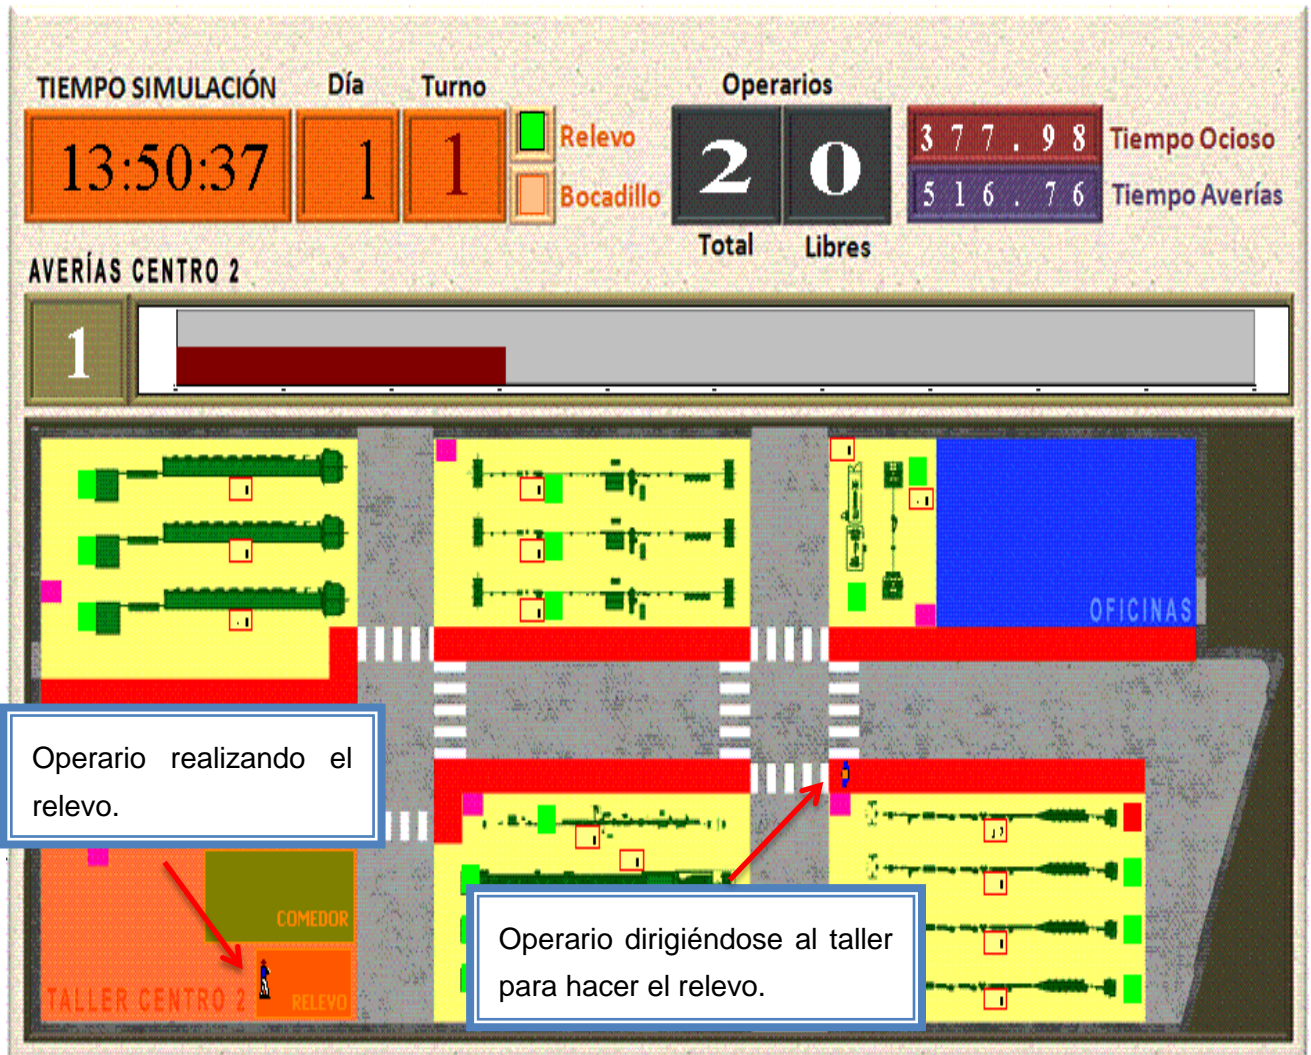 TIEMPO SIMULACIÓN Día Turno Operarios
13:50:37 1 1 Relevo 2 0 377.98 Tiempo Ocioso
Bocadillo 516.76 Tiempo Averías
Total Libres
AVERÍAS CENTRO 2
1
OFICINAS
Operario realizando el
relevo.
COMEDOR
TALLER CENTRO 2 RELEVO
Operario dirigiéndose al taller
para hacer el relevo.